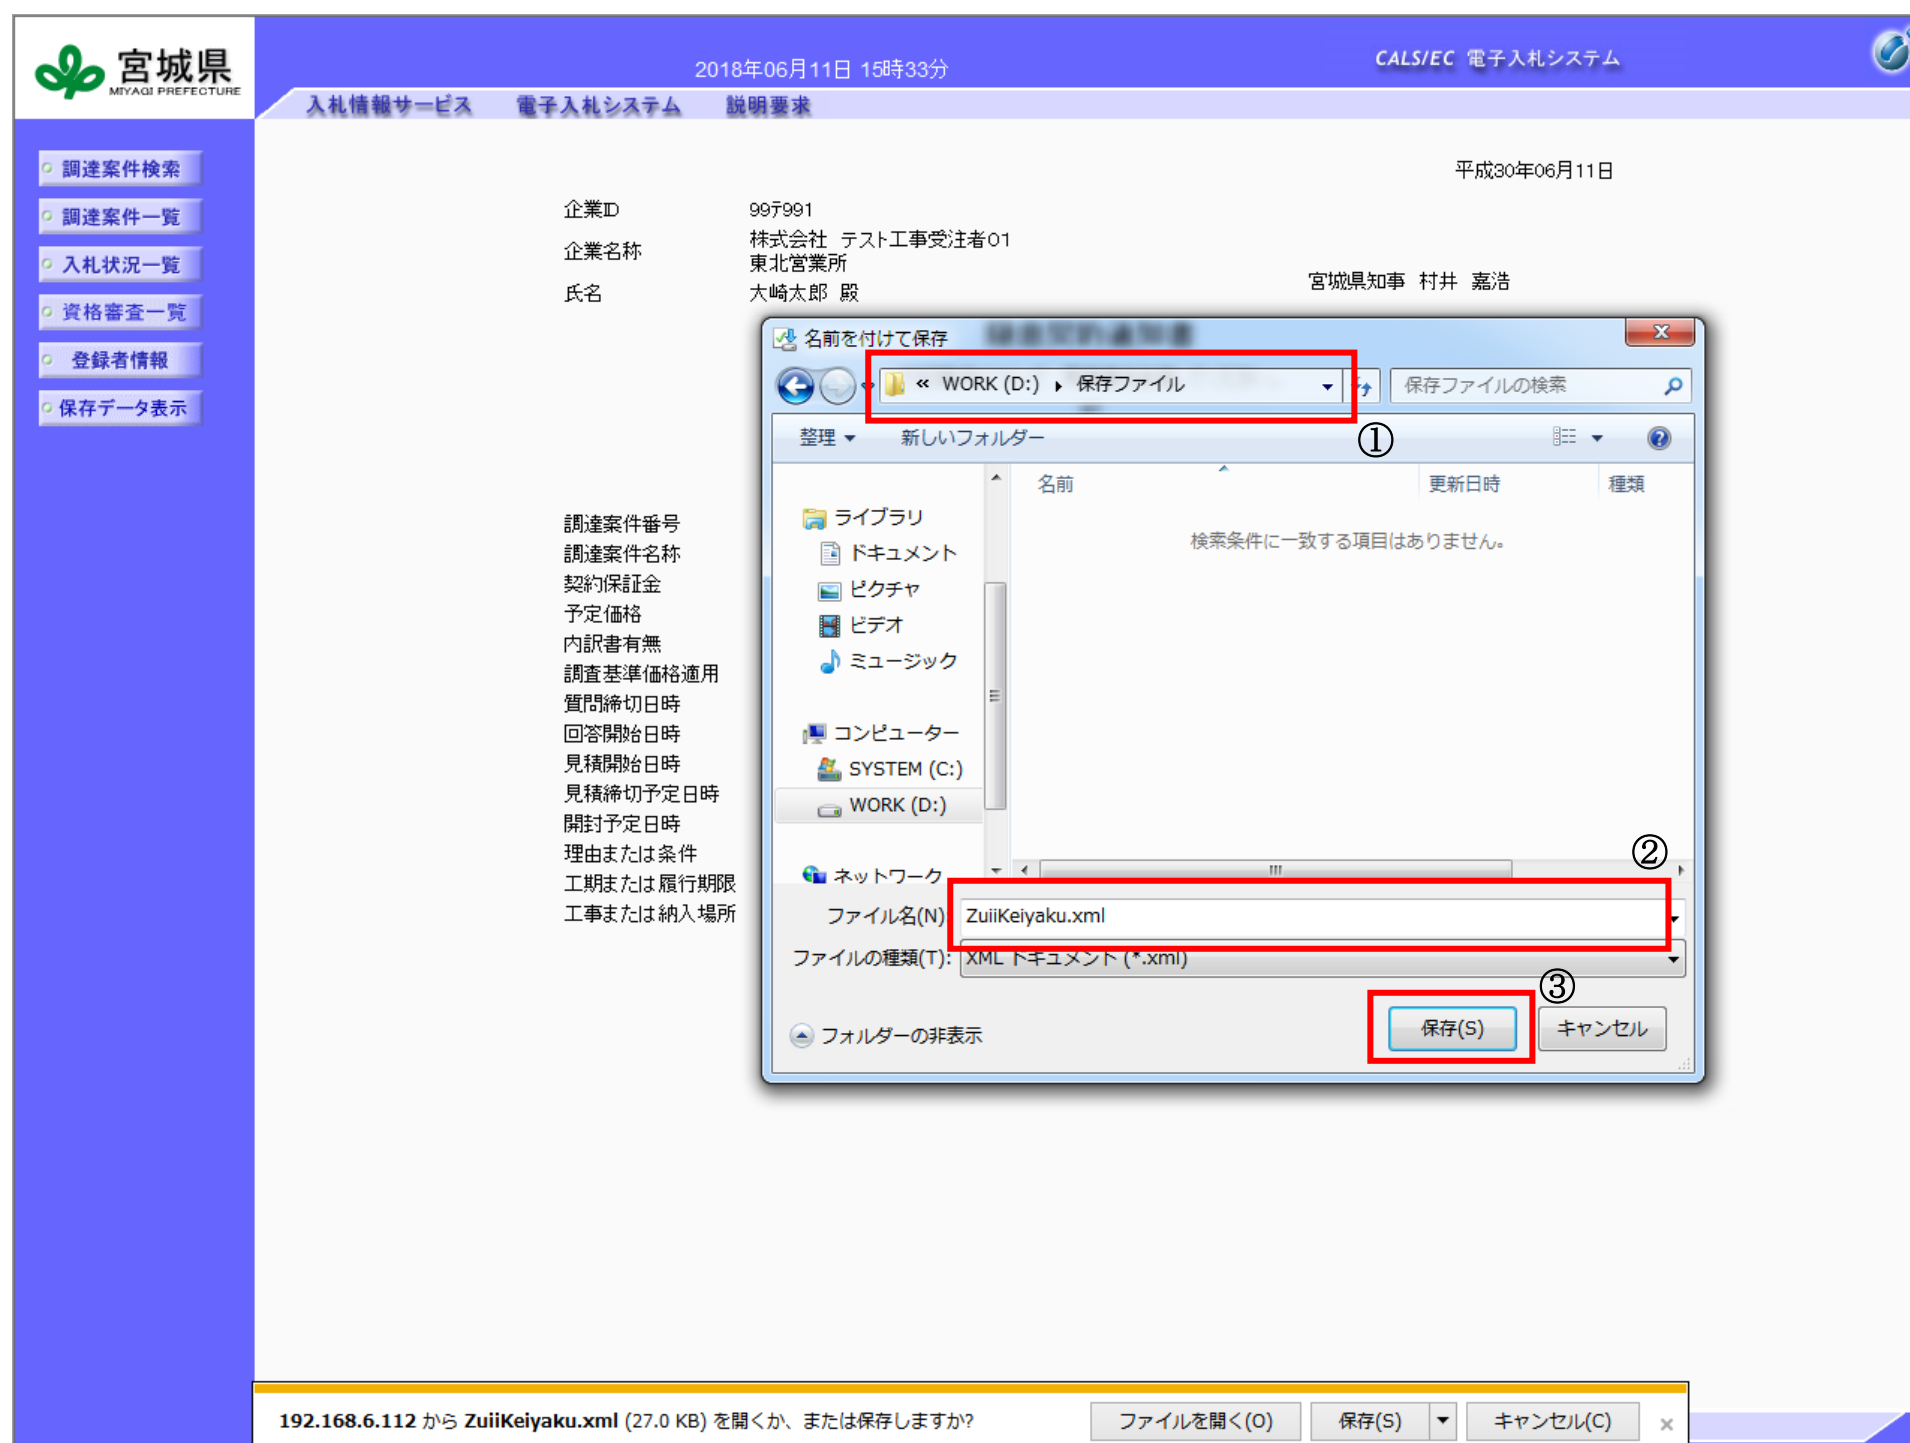 宮城県
MIYAGI PREFECTURE
2018年06月11日 15時33分
CALS/EC 電子入札システム
入札情報サービス 電子入札システム 説明要求
調達案件検索
調達案件一覧
入札状況一覧
資格審査一覧
登録者情報
保存データ表示
平成30年06月11日
企業ID 99テ991
企業名称 株式会社 テスト工事受注者01
東北営業所
氏名 大崎太郎 殿
宮城県知事 村井 嘉浩
調達案件番号
調達案件名称
契約保証金
予定価格
内訳書有無
調査基準価格適用
質問締切日時
回答開始日時
見積開始日時
見積締切予定日時
開封予定日時
理由または条件
工期または履行期限
工事または納入場所
名前を付けて保存
« WORK (D:) 保存ファイル
保存ファイルの検索
①
整理 新しいフォルダー
名前 更新日時 種類
検索条件に一致する項目はありません。
ライブラリ
ドキュメント
ピクチャ
ビデオ
ミュージック
コンピューター
SYSTEM (C:)
WORK (D:)
ネットワーク
②
ファイル名(N): ZuiiKeiyaku.xml
ファイルの種類(T): XML ドキュメント (*.xml)
③
フォルダーの非表示
保存(S) キャンセル
192.168.6.112 から ZuiiKeiyaku.xml (27.0 KB) を開くか、または保存しますか?
ファイルを開く(O) 保存(S) キャンセル(C) ×